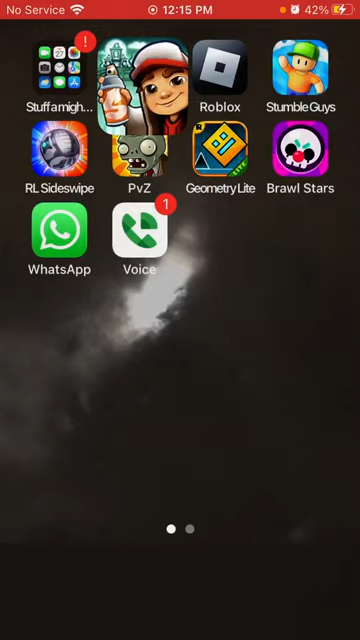 No Service 12:15 PM 42%
!
Stuffamigh... Roblox Stumble Guys
RL Sideswipe PvZ Geometry Lite Brawl Stars
LITE
1
WhatsApp Voice